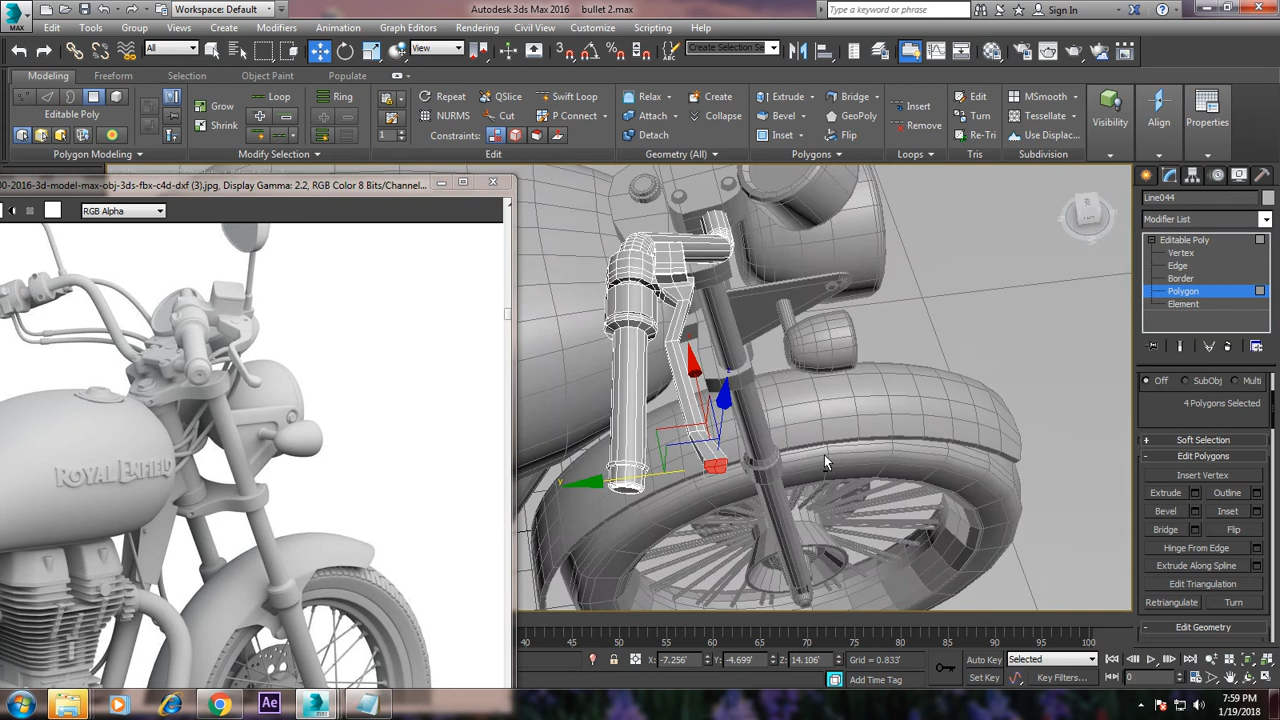 Workspace: Default
Autodesk 3ds Max 2016 bullet 2.max
Type a keyword or phrase
Sign In
MAX
Edit Tools Group Views Create Modifiers Animation Graph Editors Rendering Civil View Customize Scripting Help
All
View
Create Selection Se
Modeling Freeform Selection Object Paint Populate
Editable Poly
Polygon Modeling
Grow
Shrink
Loop
Ring
Modify Selection
1
Repeat QSlice Swift Loop
NURMS Cut P Connect
Constraints:
Edit
Relax Create
Attach Collapse
Detach
Geometry (All)
Extrude Bridge
Bevel GeoPoly
Inset Flip
Polygons
Insert
Remove
Loops
Edit
Turn
Re-Tri
Tris
MSmooth
Tessellate
Use Displac...
Subdivision
Visibility
Align
Properties
00-2016-3d-model-max-obj-3ds-fbx-c4d-dxf (3).jpg, Display Gamma: 2.2, RGB Color 8 Bits/Channel...
RGB Alpha
ROYAL ENFIELD
y
Line044
Modifier List
Editable Poly
Vertex
Edge
Border
Polygon
Element
Off SubObj Multi
4 Polygons Selected
+ Soft Selection
- Edit Polygons
Insert Vertex
Extrude Outline
Bevel Inset
Bridge Flip
Hinge From Edge
Extrude Along Spline
Edit Triangulation
Retriangulate Turn
- Edit Geometry
40 45 50 55 60 65 70 75 80 85 90 95 100
X: -7.256' Y: -4.699' Z: 14.106' Grid = 0.833'
Add Time Tag
Auto Key Selected
Set Key Key Filters...
0
Ae
MAX
7:59 PM
1/19/2018